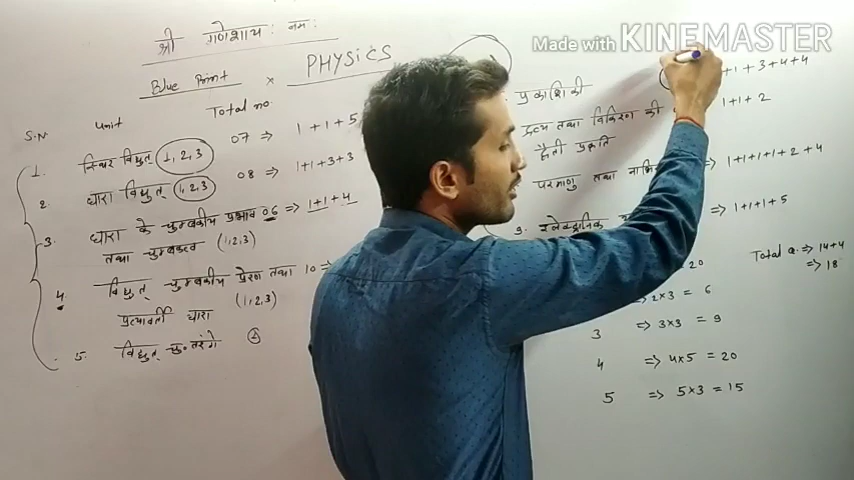 श्री गणेशाय: नम:
Made with KINEMASTER
Blue Print × PHYSICS
S.N unit Total no.
1. स्थिर विद्युत् (1,2,3) 07 ⇒ 1+1+5
2. धारा विद्युत् (1,2,3) 08 ⇒ 1+1+3+3
3. धारा के चुम्बकीय प्रभाव 06 ⇒ 1+1+4
तथा चुम्बकत्व (1,2,3)
4. विद्युत् चुम्बकीय प्रेरण तथा 10 ⇒
प्रत्यावर्ती धारा (1,2,3)
5. विद्युत् चु० तरंगे
प्रकाशिकी +1+3+4+4
द्रव्य तथा विकिरण की 1+1+2
द्वैती प्रकृति
परमाणु तथा ⇒ 1+1+1+1+2+4
9. ⇒ 1+1+1+5
Total Q. ⇒ 14+4
⇒ 18
20
2×3 = 6
3 ⇒ 3×3 = 9
4 ⇒ 4×5 = 20
5 ⇒ 5×3 = 15